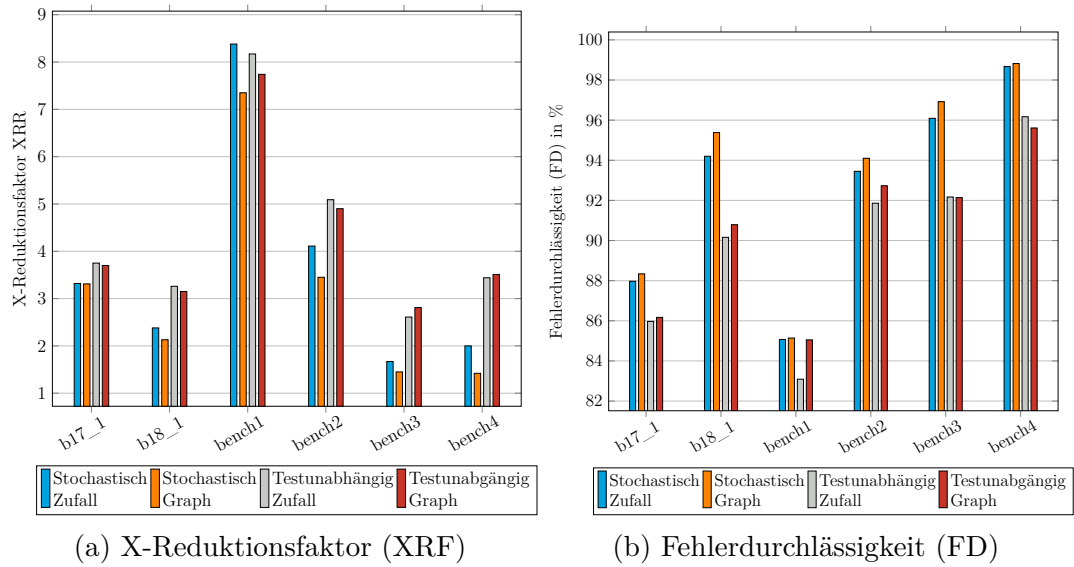 9
8
7
6
5
4
3
2
1
X-Reduktionsfaktor XRR
b17_1
b18_1
bench1
bench2
bench3
bench4
Stochastisch
Zufall
Stochastisch
Graph
Testunabhängig
Zufall
Testunabgängig
Graph
(a) X-Reduktionsfaktor (XRF)
100
98
96
94
92
90
88
86
84
82
Fehlerdurchlässigkeit (FD) in %
b17_1
b18_1
bench1
bench2
bench3
bench4
Stochastisch
Zufall
Stochastisch
Graph
Testunabhängig
Zufall
Testunabgängig
Graph
(b) Fehlerdurchlässigkeit (FD)